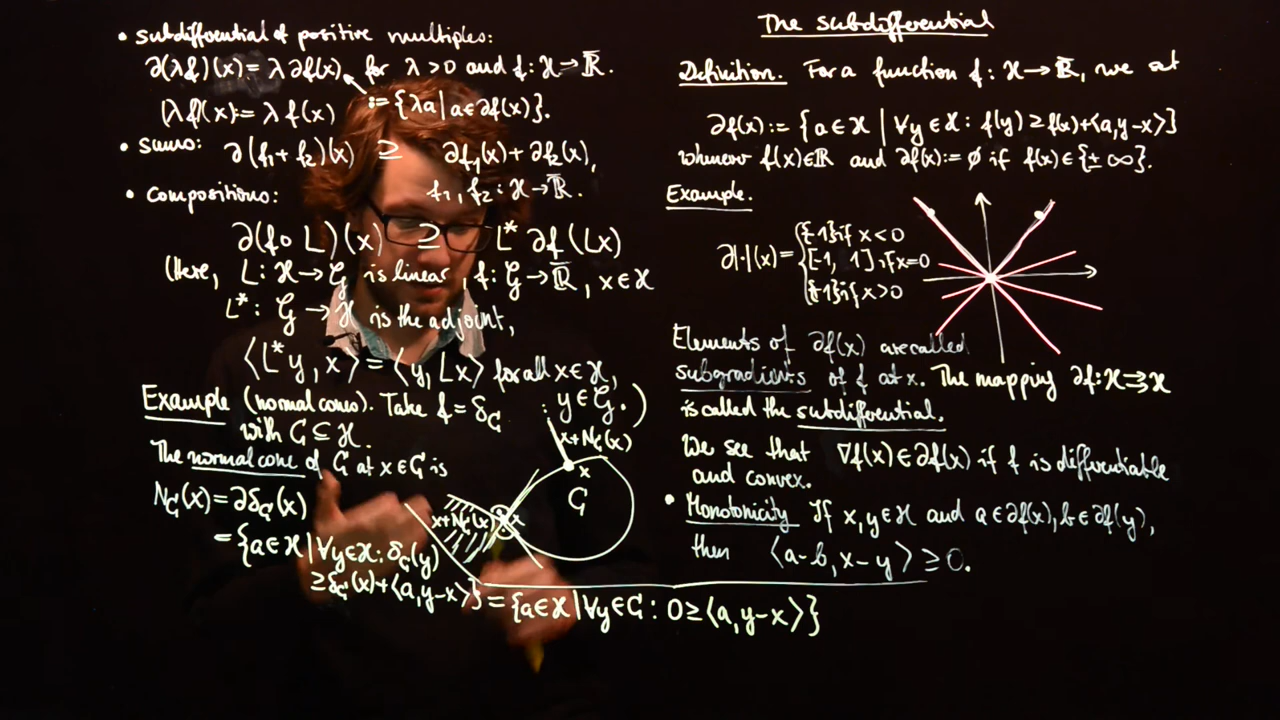 • subdifferential of positive multiples:
∂(λf)(x) = λ ∂f(x) for λ > 0 and f: ℋ → ℝ̄.
(λf)(x) := λ f(x) := {λa | a ∈ ∂f(x)}.
• sums: ∂(f₁ + f₂)(x) ⊇ ∂f₁(x) + ∂f₂(x),
f₁, f₂ : ℋ → ℝ̄.
• compositions:
∂(f∘L)(x) ⊇ L* ∂f(Lx)
(Here, L: ℋ → 𝒢 is linear, f: 𝒢 → ℝ̄, x ∈ ℋ
L*: 𝒢 → ℋ is the adjoint,
⟨L*y, x⟩ = ⟨y, Lx⟩ for all x ∈ ℋ,
y ∈ 𝒢.)
Example (normal cones). Take f = δ_C
with C ⊆ ℋ.
The normal cone of C at x ∈ C is
N_C(x) = ∂δ_C(x)
= {a ∈ ℋ | ∀y ∈ ℋ: δ_C(y)
≥ δ_C(x) + ⟨a, y-x⟩} = {a ∈ ℋ | ∀y ∈ C : 0 ≥ ⟨a, y-x⟩}
x + N_C(x)
x
C
x + N_C(x)
x
The subdifferential
Definition. For a function f: ℋ → ℝ̄, we set
∂f(x) := {a ∈ ℋ | ∀y ∈ ℋ: f(y) ≥ f(x) + ⟨a, y-x⟩}
whenever f(x) ∈ ℝ and ∂f(x) := ∅ if f(x) ∈ {±∞}.
Example.
{-1} if x < 0
∂|·|(x) = [-1, 1] if x = 0
{1} if x > 0
Elements of ∂f(x) are called
subgradients of f at x. The mapping ∂f: ℋ ⇉ ℋ
is called the subdifferential.
We see that ∇f(x) ∈ ∂f(x) if f is differentiable
and convex.
• Monotonicity If x, y ∈ ℋ and a ∈ ∂f(x), b ∈ ∂f(y),
then ⟨a-b, x-y⟩ ≥ 0.